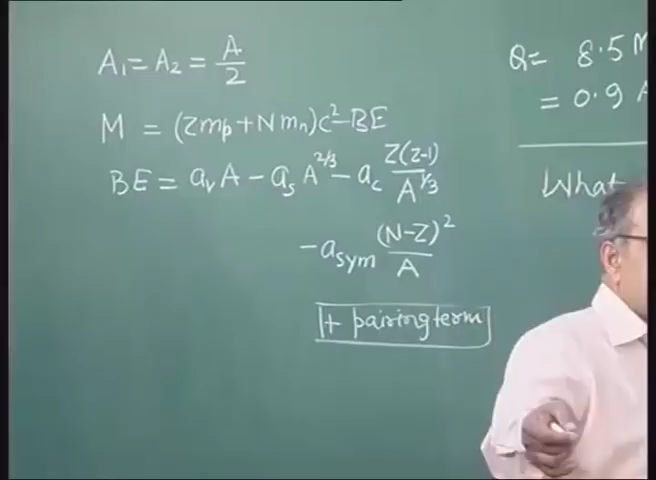 A₁ = A₂ = A/2
M = (Zmp + Nmn)c² - BE
BE = aᵥA - aₛA^2/3 - a_c Z(Z-1)/A^1/3
- a_sym (N-Z)²/A
+ pairing term
Q = 8.5 M
= 0.9 A
What